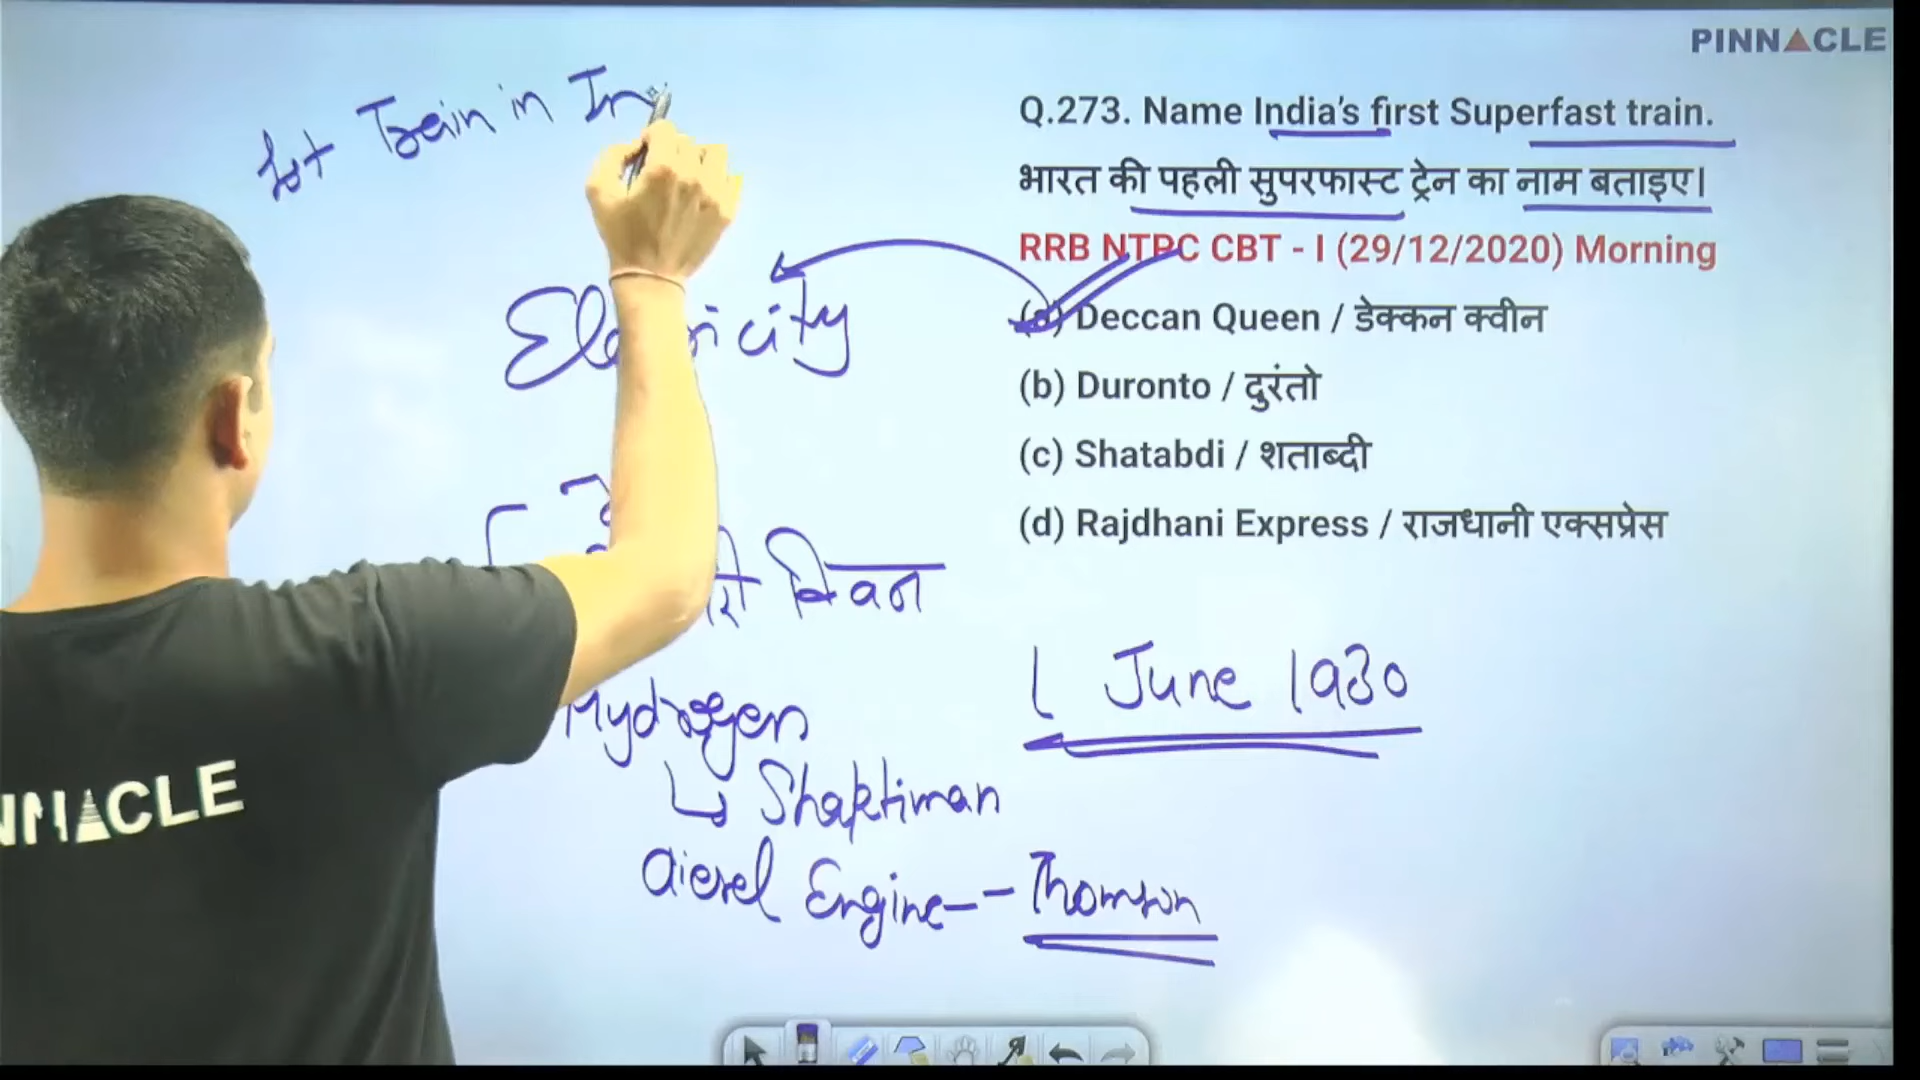 PINNACLE
1st Train in In
Q.273. Name India's first Superfast train.
भारत की पहली सुपरफास्ट ट्रेन का नाम बताइए।
RRB NTPC CBT - I (29/12/2020) Morning
(a) Deccan Queen / डेक्कन क्वीन
(b) Duronto / दुरंतो
(c) Shatabdi / शताब्दी
(d) Rajdhani Express / राजधानी एक्सप्रेस
1 June 1930
Hydrogen
Shaktiman
diesel Engine -- Thomson
NNACLE